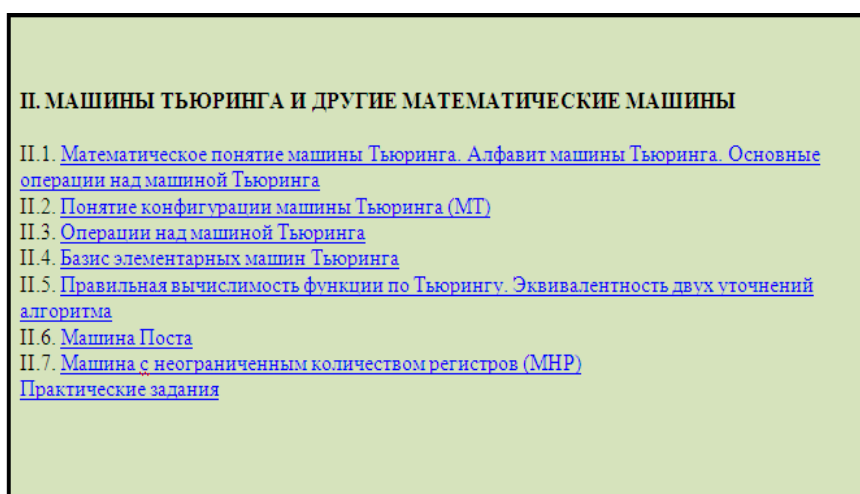 II. МАШИНЫ ТЬЮРИНГА И ДРУГИЕ МАТЕМАТИЧЕСКИЕ МАШИНЫ
II.1. Математическое понятие машины Тьюринга. Алфавит машины Тьюринга. Основные
операции над машиной Тьюринга
II.2. Понятие конфигурации машины Тьюринга (МТ)
II.3. Операции над машиной Тьюринга
II.4. Базис элементарных машин Тьюринга
II.5. Правильная вычислимость функции по Тьюрингу. Эквивалентность двух уточнений
алгоритма
II.6. Машина Поста
II.7. Машина с неограниченным количеством регистров (МНР)
Практические задания